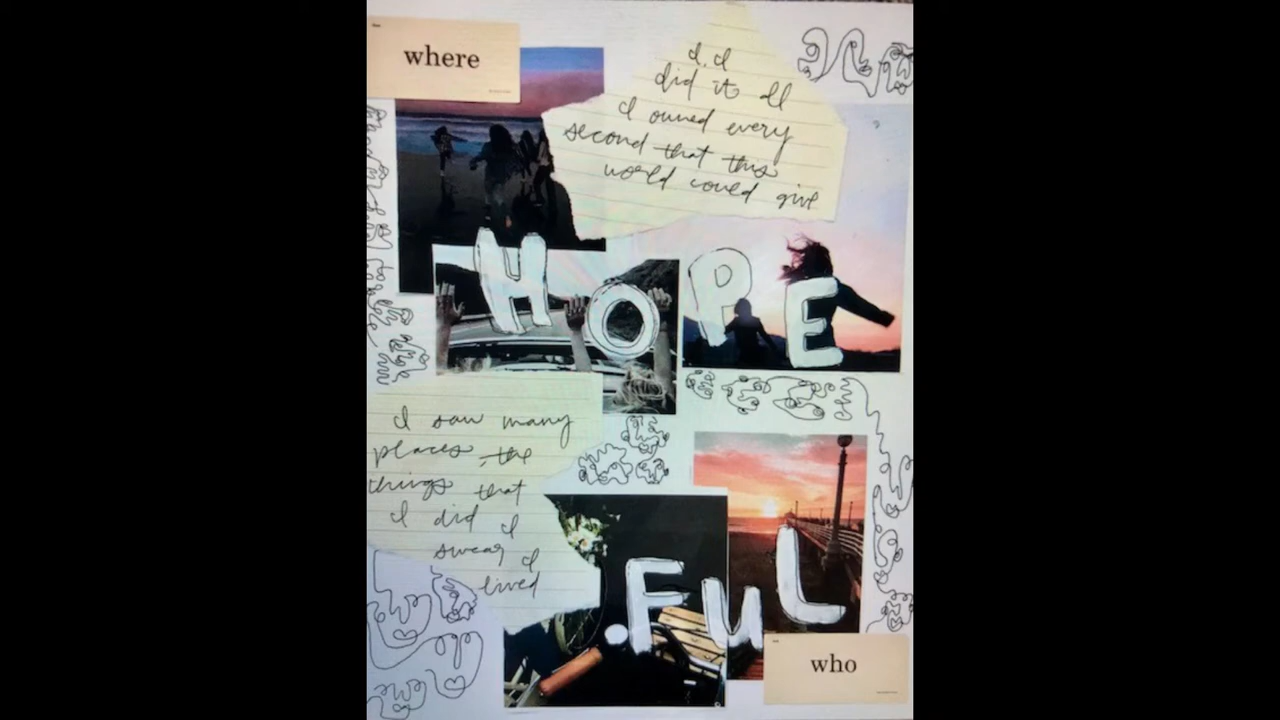 where
I, I
did it all
I owned every
second that this
world could give
HOPE
I saw many
places, the
things that
I did I
swear I
lived
.FUL
who